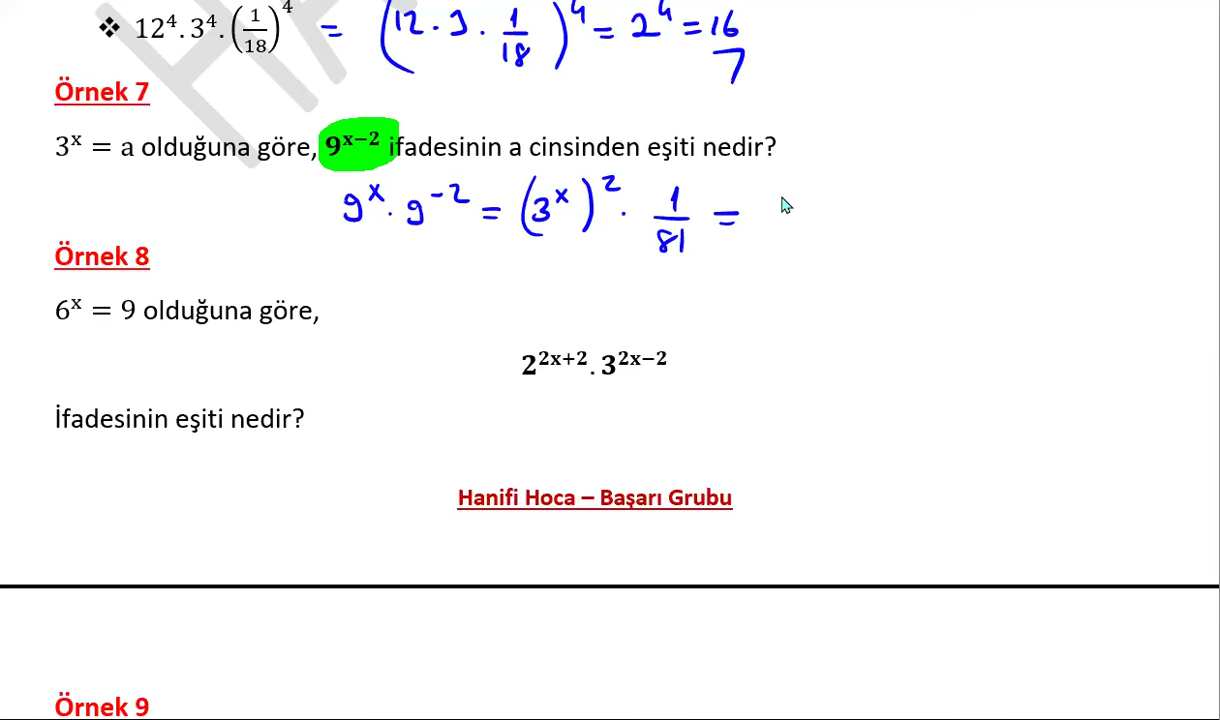 ❖ 12⁴.3⁴.(1/18)⁴ = (12 · 3 · 1/18)⁴ = 2⁴ = 16
Örnek 7
3ˣ = a olduğuna göre, 9ˣ⁻² ifadesinin a cinsinden eşiti nedir?
9ˣ · 9⁻² = (3ˣ)² · 1/81 =
Örnek 8
6ˣ = 9 olduğuna göre,
2²ˣ⁺².3²ˣ⁻²
İfadesinin eşiti nedir?
Hanifi Hoca – Başarı Grubu
Örnek 9